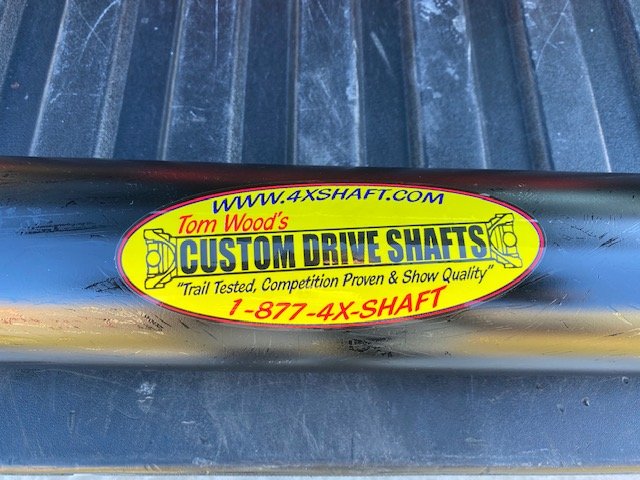 WWW.4XSHAFT.COM
Tom Wood's
CUSTOM DRIVE SHAFTS
"Trail Tested, Competition Proven & Show Quality"
1-877-4X-SHAFT